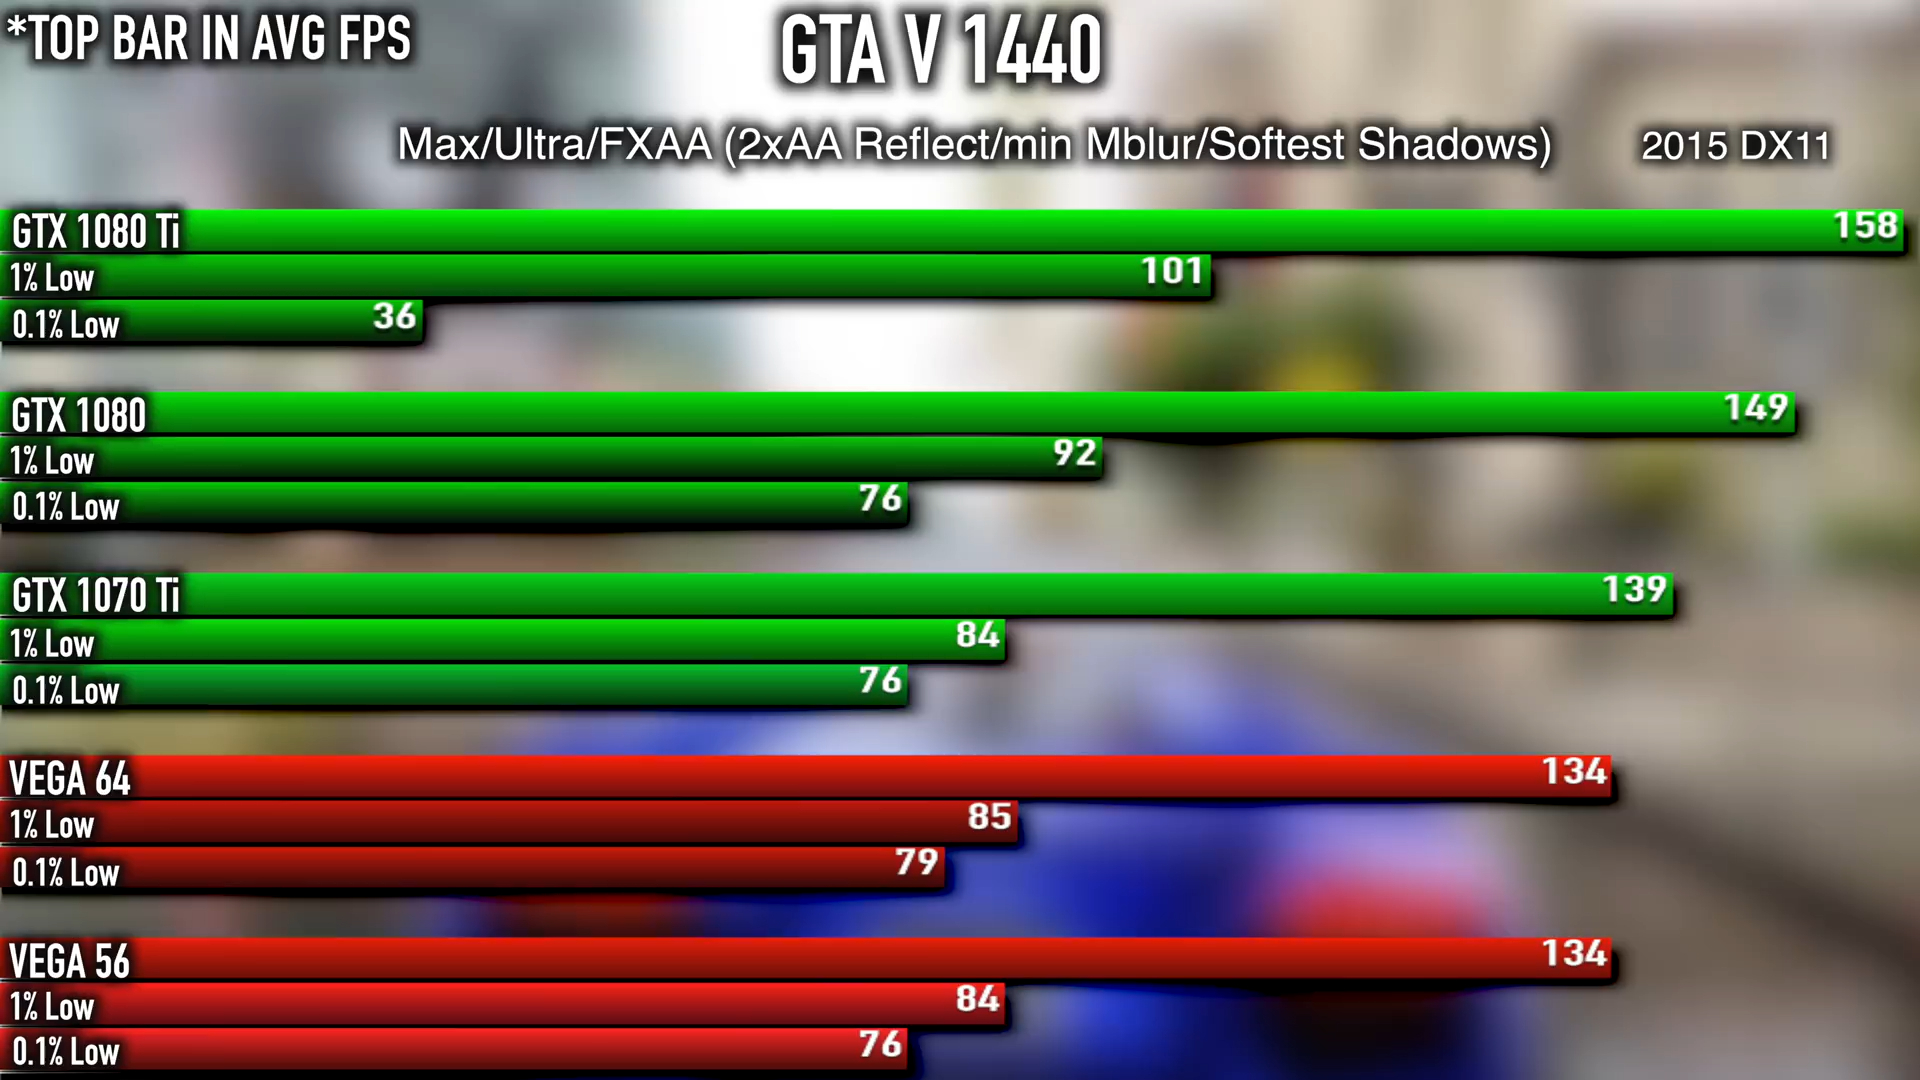 *TOP BAR IN AVG FPS
GTA V 1440
Max/Ultra/FXAA (2xAA Reflect/min Mblur/Softest Shadows)
2015 DX11
GTX 1080 Ti 158
1% Low 101
0.1% Low 36
GTX 1080 149
1% Low 92
0.1% Low 76
GTX 1070 Ti 139
1% Low 84
0.1% Low 76
VEGA 64 134
1% Low 85
0.1% Low 79
VEGA 56 134
1% Low 84
0.1% Low 76